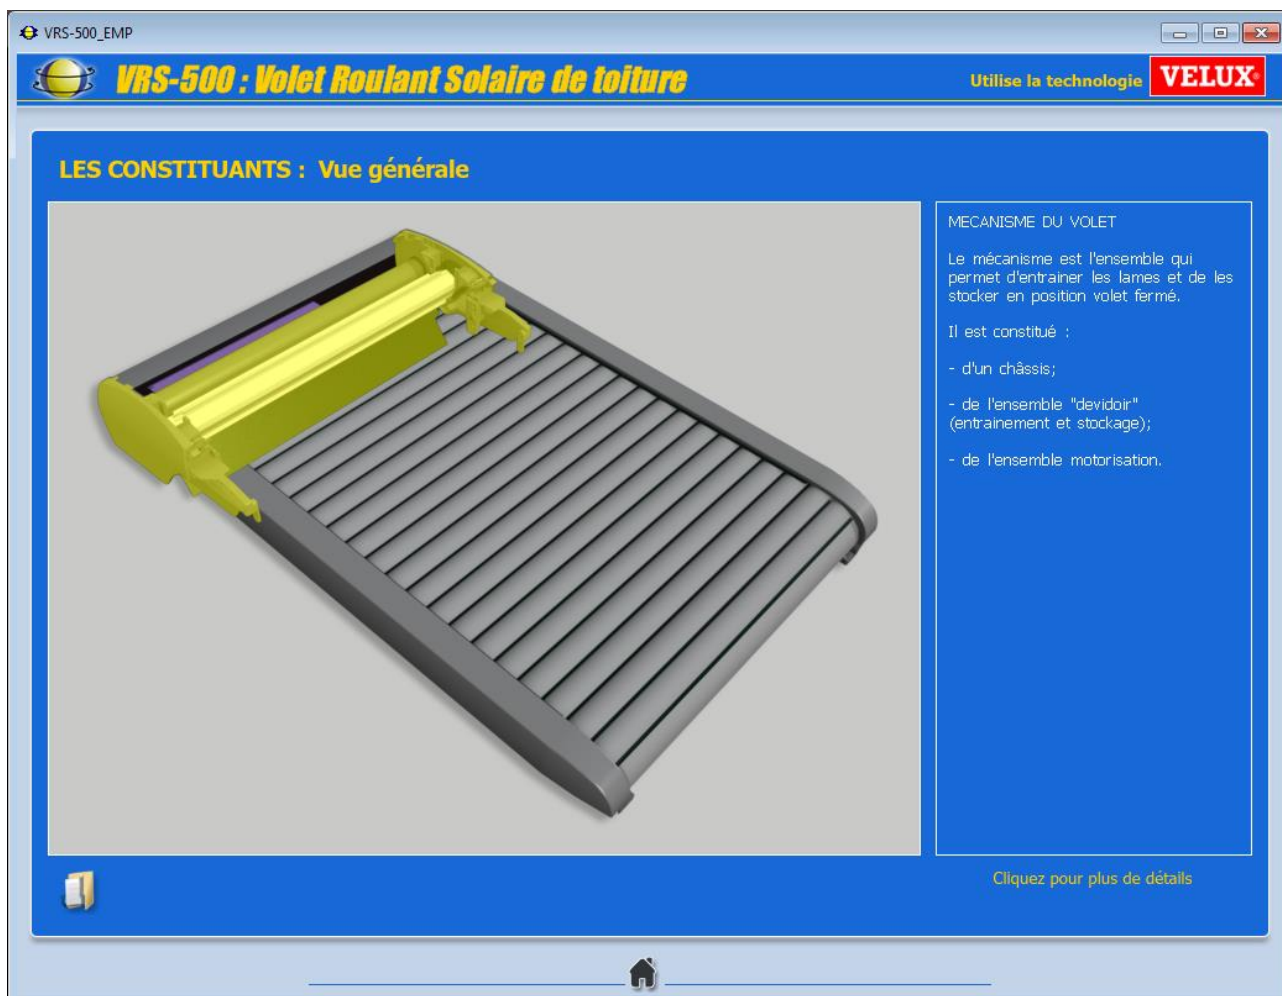 VRS-500_EMP
VRS-500 : Volet Roulant Solaire de toiture
Utilise la technologie VELUX
LES CONSTITUANTS : Vue générale
MECANISME DU VOLET
Le mécanisme est l'ensemble qui
permet d'entrainer les lames et de les
stocker en position volet fermé.
Il est constitué :
- d'un châssis;
- de l'ensemble "devidoir"
(entrainement et stockage);
- de l'ensemble motorisation.
Cliquez pour plus de détails